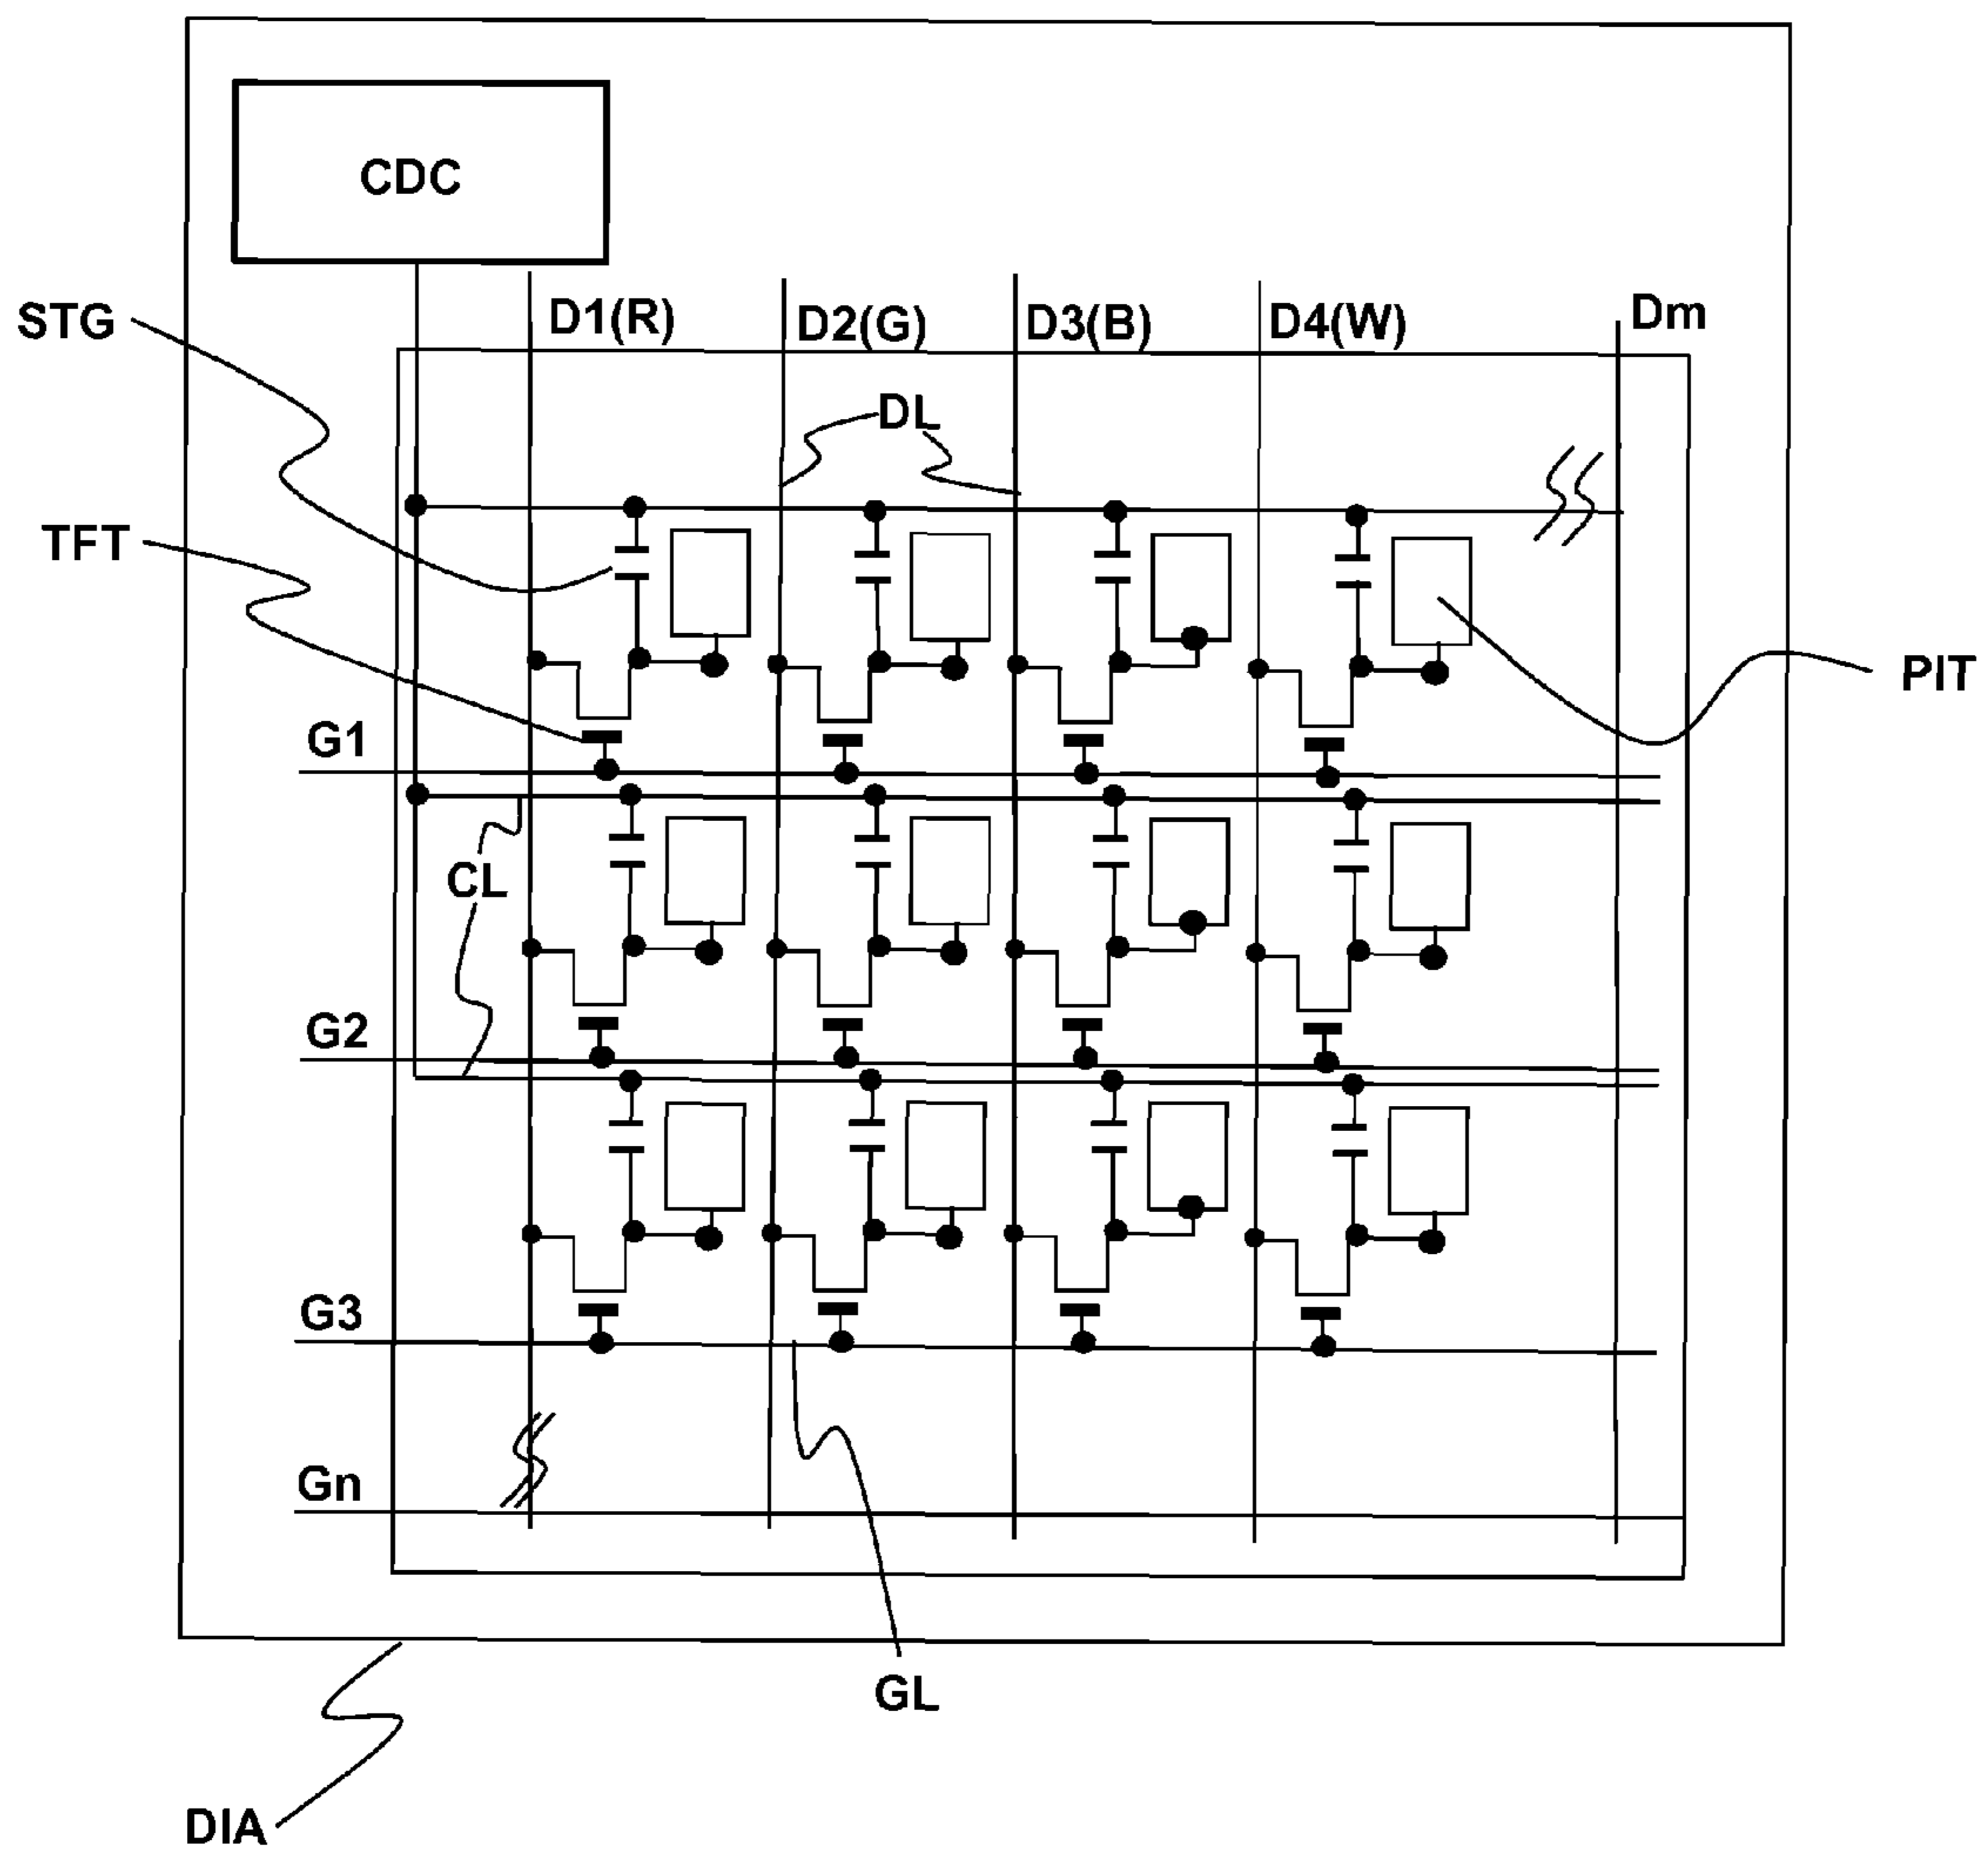 CDC
STG
D1(R)
D2(G)
D3(B)
D4(W)
Dm
DL
TFT
PIT
G1
CL
G2
G3
Gn
GL
DIA